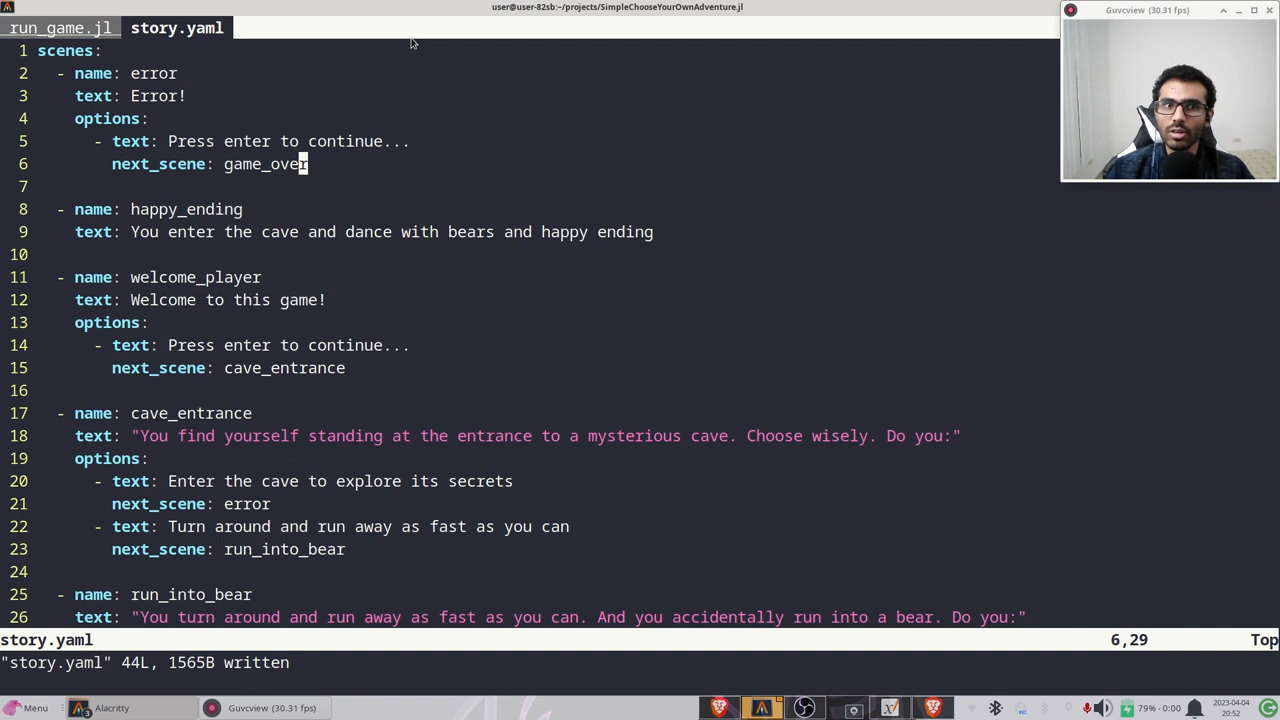 user@user-82sb:~/projects/SimpleChooseYourOwnAdventure.jl
Guvcview (30.31 fps)
run_game.jl story.yaml
1 scenes:
2 - name: error
3 text: Error!
4 options:
5 - text: Press enter to continue...
6 next_scene: game_over
7
8 - name: happy_ending
9 text: You enter the cave and dance with bears and happy ending
10
11 - name: welcome_player
12 text: Welcome to this game!
13 options:
14 - text: Press enter to continue...
15 next_scene: cave_entrance
16
17 - name: cave_entrance
18 text: "You find yourself standing at the entrance to a mysterious cave. Choose wisely. Do you:"
19 options:
20 - text: Enter the cave to explore its secrets
21 next_scene: error
22 - text: Turn around and run away as fast as you can
23 next_scene: run_into_bear
24
25 - name: run_into_bear
26 text: "You turn around and run away as fast as you can. And you accidentally run into a bear. Do you:"
story.yaml 6,29 Top
"story.yaml" 44L, 1565B written
Menu Alacritty Guvcview (30.31 fps) 79% - 0:00 2023-04-04 20:52